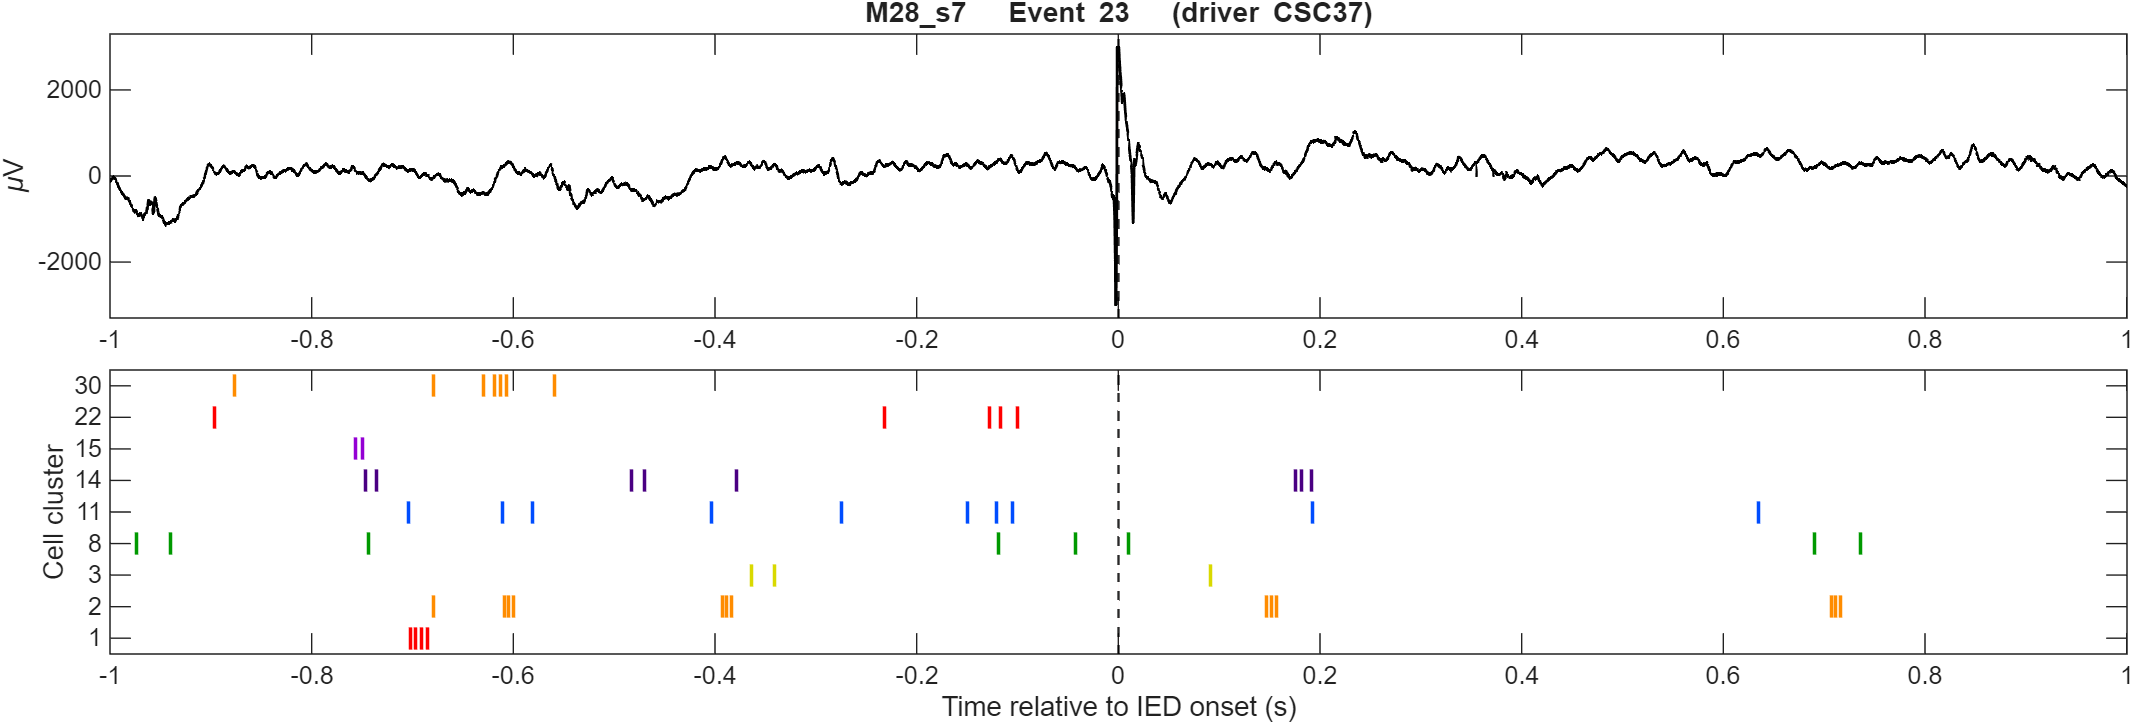 M28_s7 Event 23 (driver CSC37)
µV
2000
0
-2000
-1 -0.8 -0.6 -0.4 -0.2 0 0.2 0.4 0.6 0.8 1
Cell cluster
30
22
15
14
11
8
3
2
1
-1 -0.8 -0.6 -0.4 -0.2 0 0.2 0.4 0.6 0.8 1
Time relative to IED onset (s)